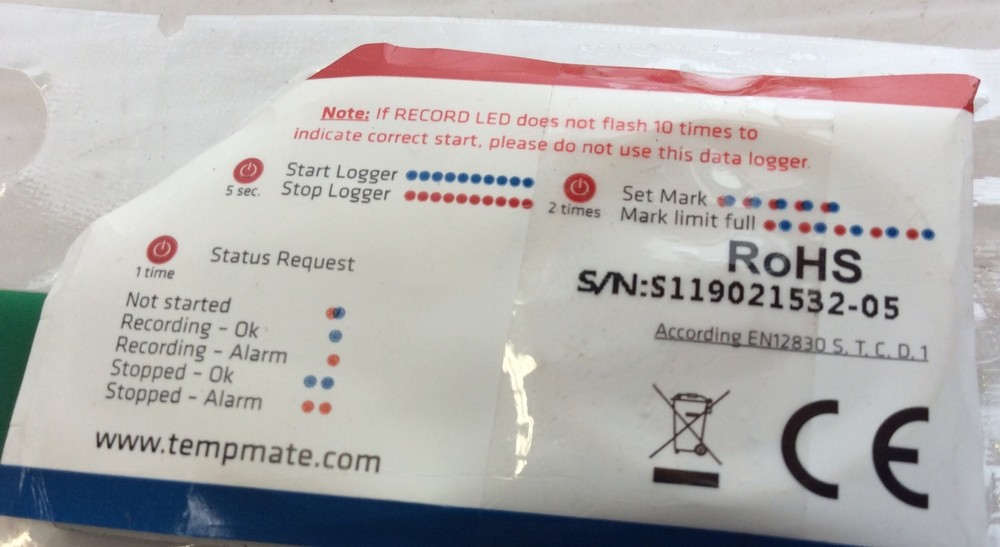 Note: If RECORD LED does not flash 10 times to
indicate correct start, please do not use this data logger.
5 sec.
Start Logger
Stop Logger
2 times
Set Mark
Mark limit full
RoHS
S/N:S119021532-05
According EN12830 S, T, C, D, 1
1 time
Status Request
Not started
Recording - Ok
Recording - Alarm
Stopped - Ok
Stopped - Alarm
www.tempmate.com
CE